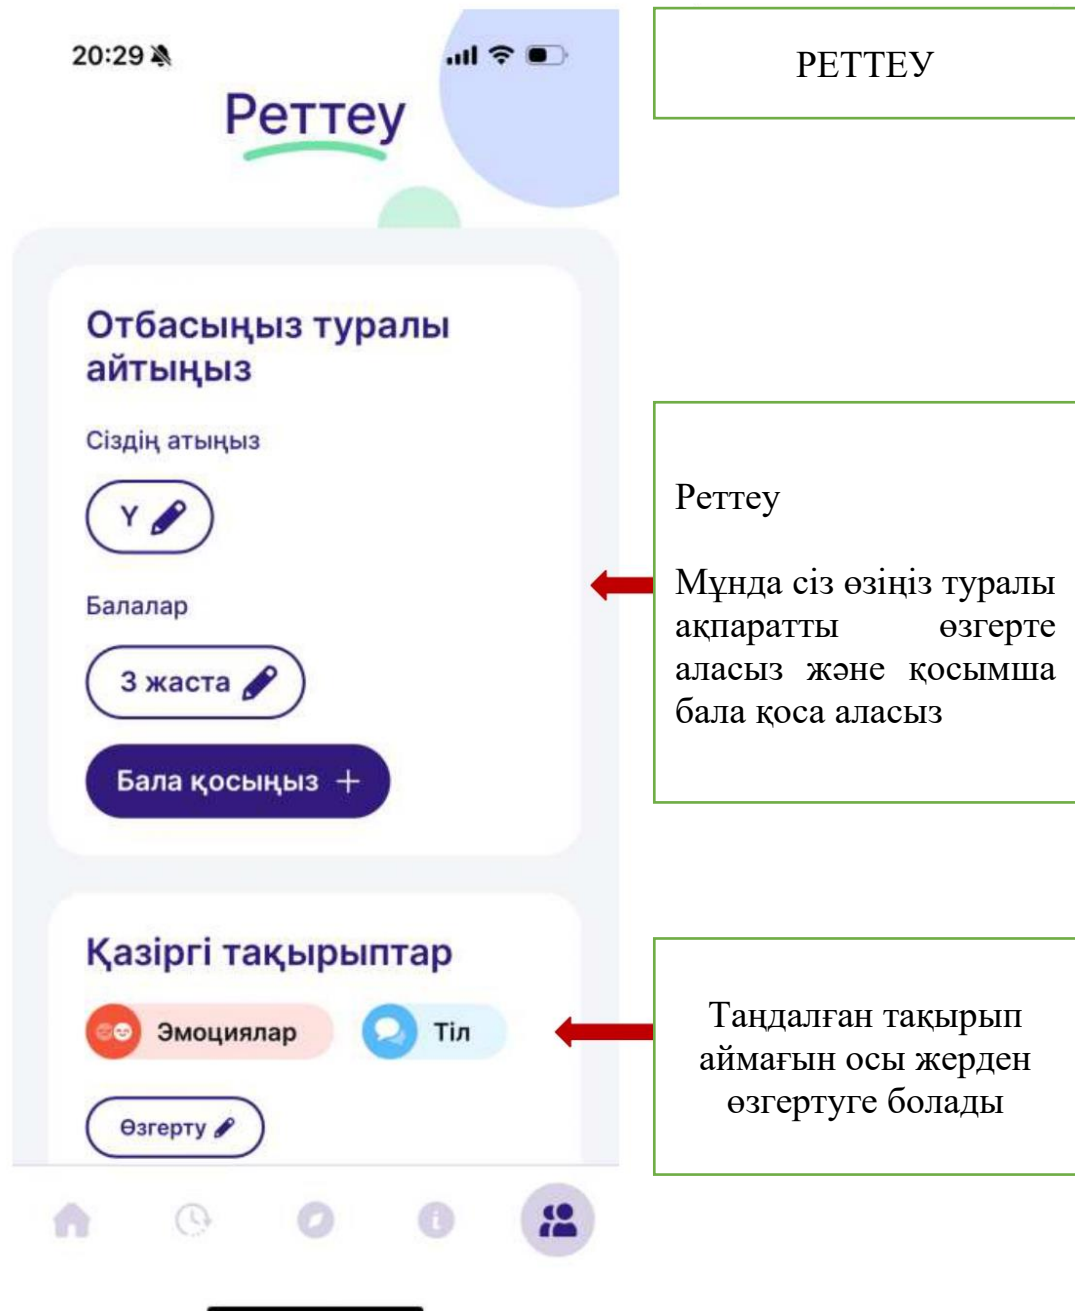 20:29
Реттеу
РЕТТЕУ
Отбасыңыз туралы
айтыңыз
Сіздің атыңыз
Y
Балалар
3 жаста
Бала қосыңыз +
Реттеу
Мұнда сіз өзіңіз туралы
ақпаратты өзгерте
аласыз және қосымша
бала қоса аласыз
Қазіргі тақырыптар
Эмоциялар
Тіл
Өзгерту
Таңдалған тақырып
аймағын осы жерден
өзгертуге болады